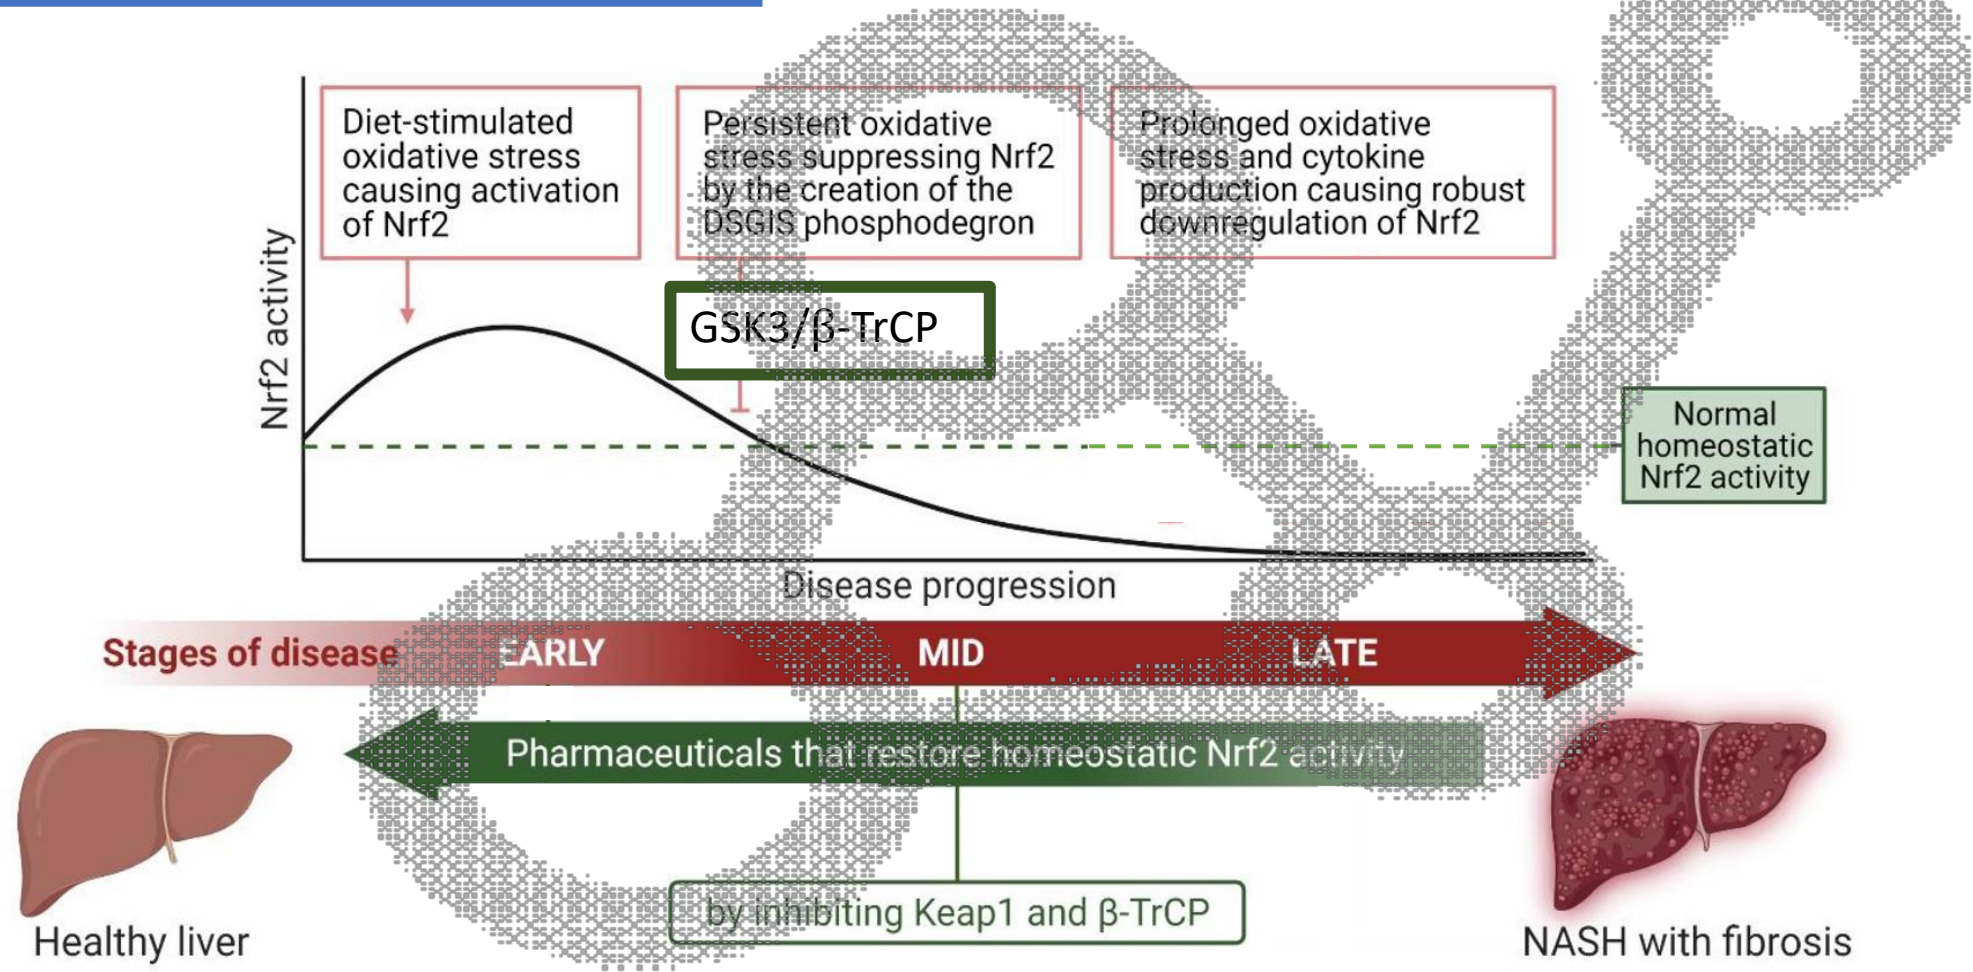 Diet-stimulated
oxidative stress
causing activation
of Nrf2
Persistent oxidative
stress suppressing Nrf2
by the creation of the
DSGIS phosphodegron
Prolonged oxidative
stress and cytokine
production causing robust
downregulation of Nrf2
GSK3/β-TrCP
Nrf2 activity
Normal
homeostatic
Nrf2 activity
Disease progression
Stages of disease
EARLY
MID
LATE
Pharmaceuticals that restore homeostatic Nrf2 activity
by inhibiting Keap1 and β-TrCP
Healthy liver
NASH with fibrosis